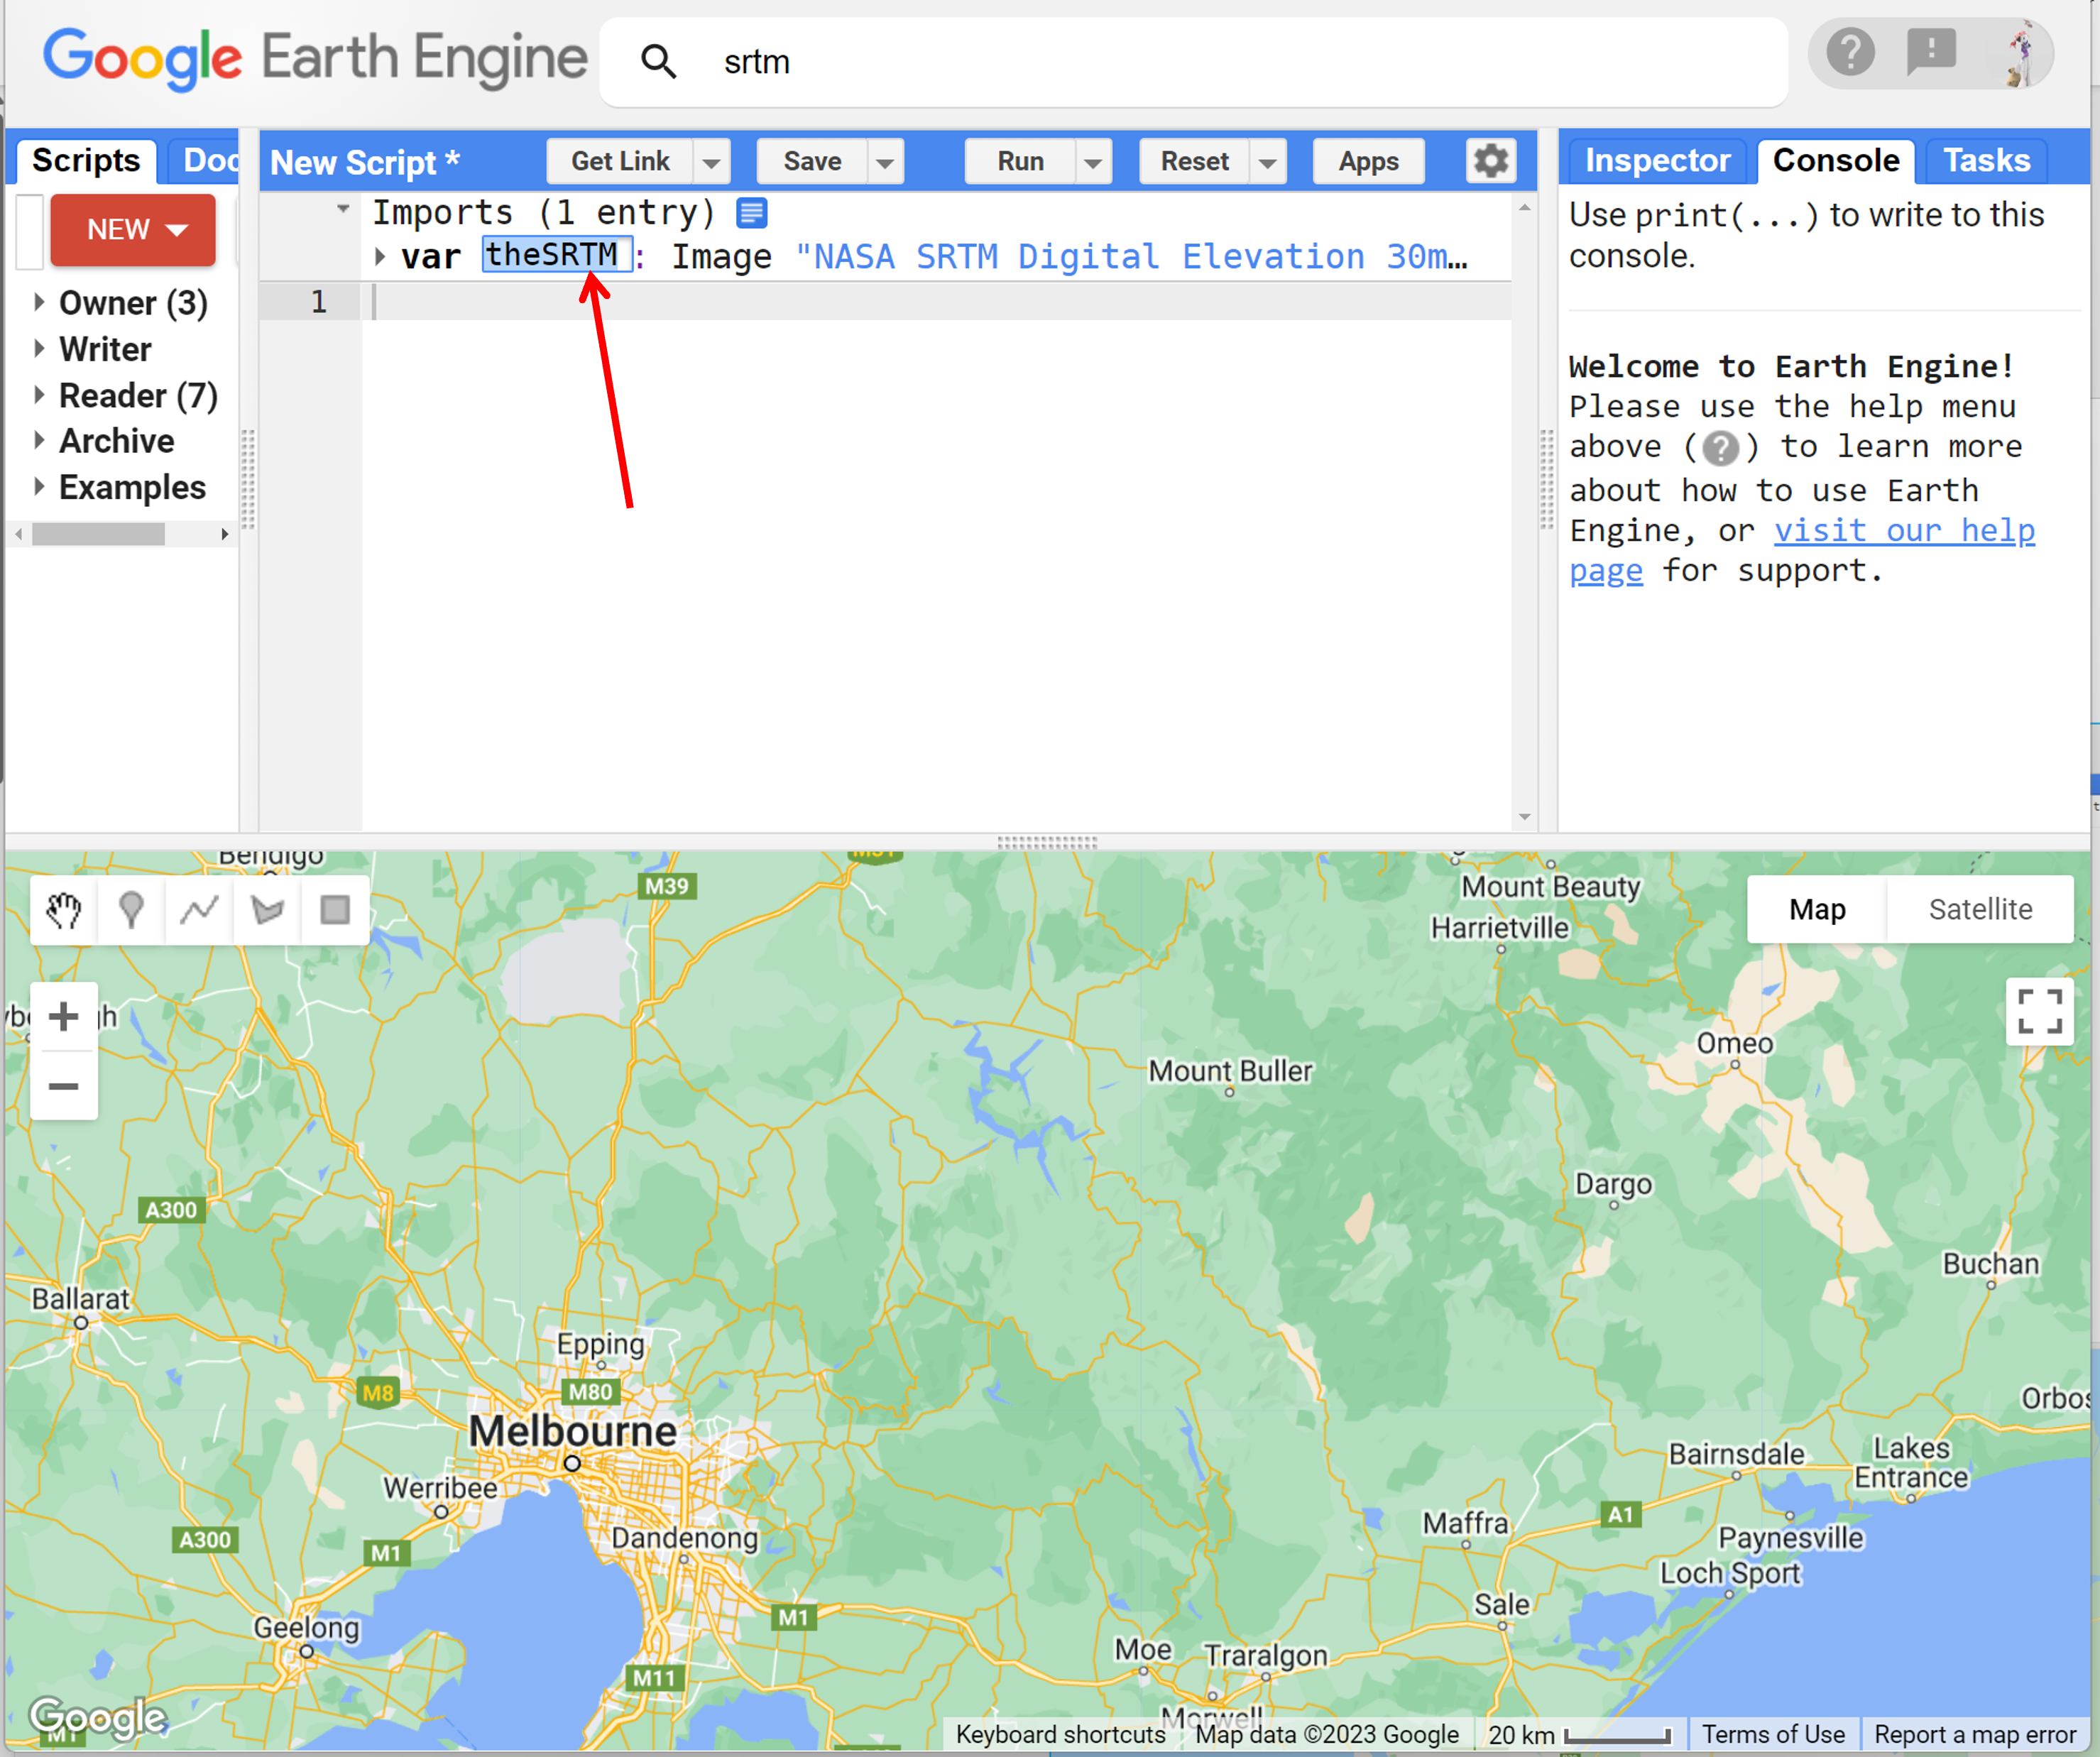 Google Earth Engine
srtm
Scripts
Doc
New Script *
Get Link
Save
Run
Reset
Apps
Inspector
Console
Tasks
NEW
Owner (3)
Writer
Reader (7)
Archive
Examples
Imports (1 entry)
var theSRTM: Image "NASA SRTM Digital Elevation 30m…
1
Use print(...) to write to this
console.
Welcome to Earth Engine!
Please use the help menu
above (?) to learn more
about how to use Earth
Engine, or visit our help
page for support.
Bendigo
M39
M31
Mount Beauty
Harrietville
Map
Satellite
Omeo
Mount Buller
Dargo
A300
Buchan
Ballarat
Epping
M8
M80
Melbourne
Werribee
Bairnsdale
Lakes
Entrance
Maffra
A1
Paynesville
Dandenong
A300
M1
Loch Sport
Geelong
M1
Sale
Moe
Traralgon
M11
Morwell
Google
M1
Keyboard shortcuts
Map data ©2023 Google
20 km
Terms of Use
Report a map error